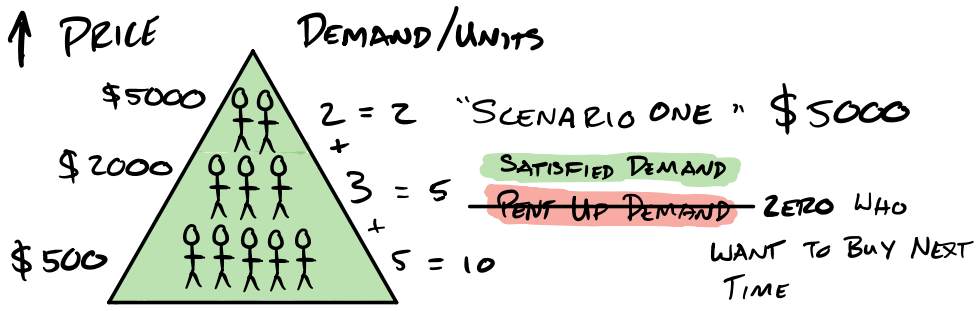 ↑ PRICE DEMAND/UNITS
$5000 2 = 2 "SCENARIO ONE" $5000
+
$2000 3 = 5 SATISFIED DEMAND
PENT UP DEMAND ZERO WHO
+
WANT TO BUY NEXT
$500 5 = 10
TIME